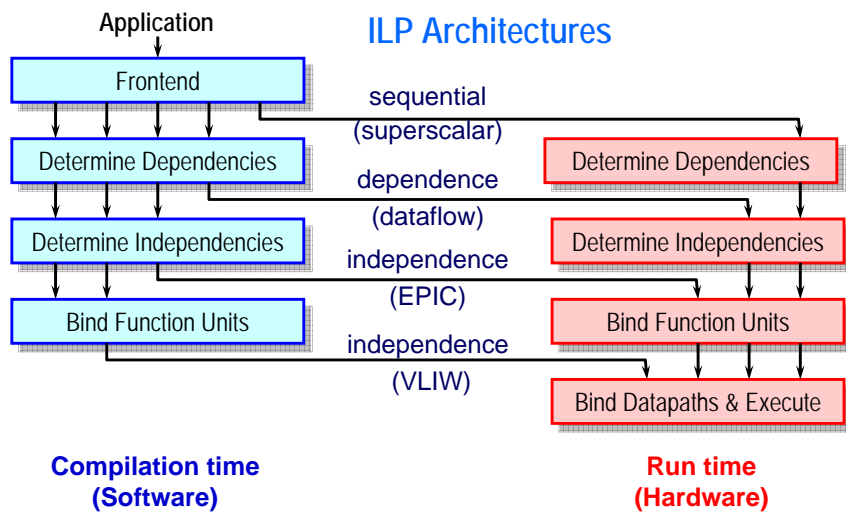 Application
ILP Architectures
Frontend
sequential
(superscalar)
Determine Dependencies
Determine Dependencies
dependence
(dataflow)
Determine Independencies
Determine Independencies
independence
(EPIC)
Bind Function Units
Bind Function Units
independence
(VLIW)
Bind Datapaths & Execute
Compilation time
(Software)
Run time
(Hardware)